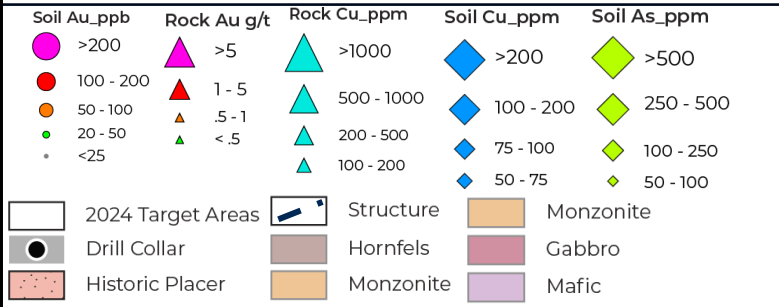 Soil Au_ppb
>200
100 - 200
50 - 100
20 - 50
<25
Rock Au g/t
>5
1 - 5
.5 - 1
< .5
Rock Cu_ppm
>1000
500 - 1000
200 - 500
100 - 200
Soil Cu_ppm
>200
100 - 200
75 - 100
50 - 75
Soil As_ppm
>500
250 - 500
100 - 250
50 - 100
2024 Target Areas
Drill Collar
Historic Placer
Structure
Hornfels
Monzonite
Monzonite
Gabbro
Mafic